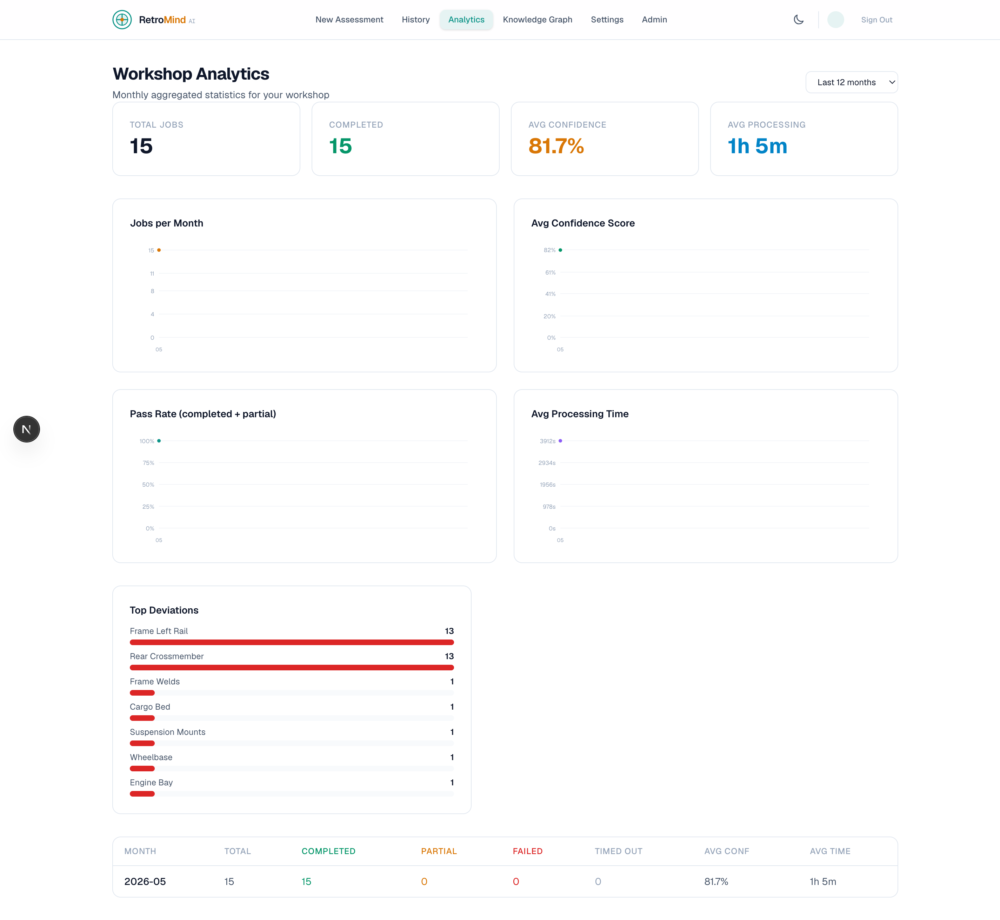 RetroMind AI
New Assessment History Analytics Knowledge Graph Settings Admin
Sign Out
Workshop Analytics
Monthly aggregated statistics for your workshop
Last 12 months
TOTAL JOBS
15
COMPLETED
15
AVG CONFIDENCE
81.7%
AVG PROCESSING
1h 5m
Jobs per Month
15
11
8
4
0
05
Avg Confidence Score
82%
61%
41%
20%
0%
05
Pass Rate (completed + partial)
100%
75%
50%
25%
0%
05
Avg Processing Time
3912s
2934s
1956s
978s
0s
05
N
Top Deviations
Frame Left Rail 13
Rear Crossmember 13
Frame Welds 1
Cargo Bed 1
Suspension Mounts 1
Wheelbase 1
Engine Bay 1
MONTH TOTAL COMPLETED PARTIAL FAILED TIMED OUT AVG CONF AVG TIME
2026-05 15 15 0 0 0 81.7% 1h 5m